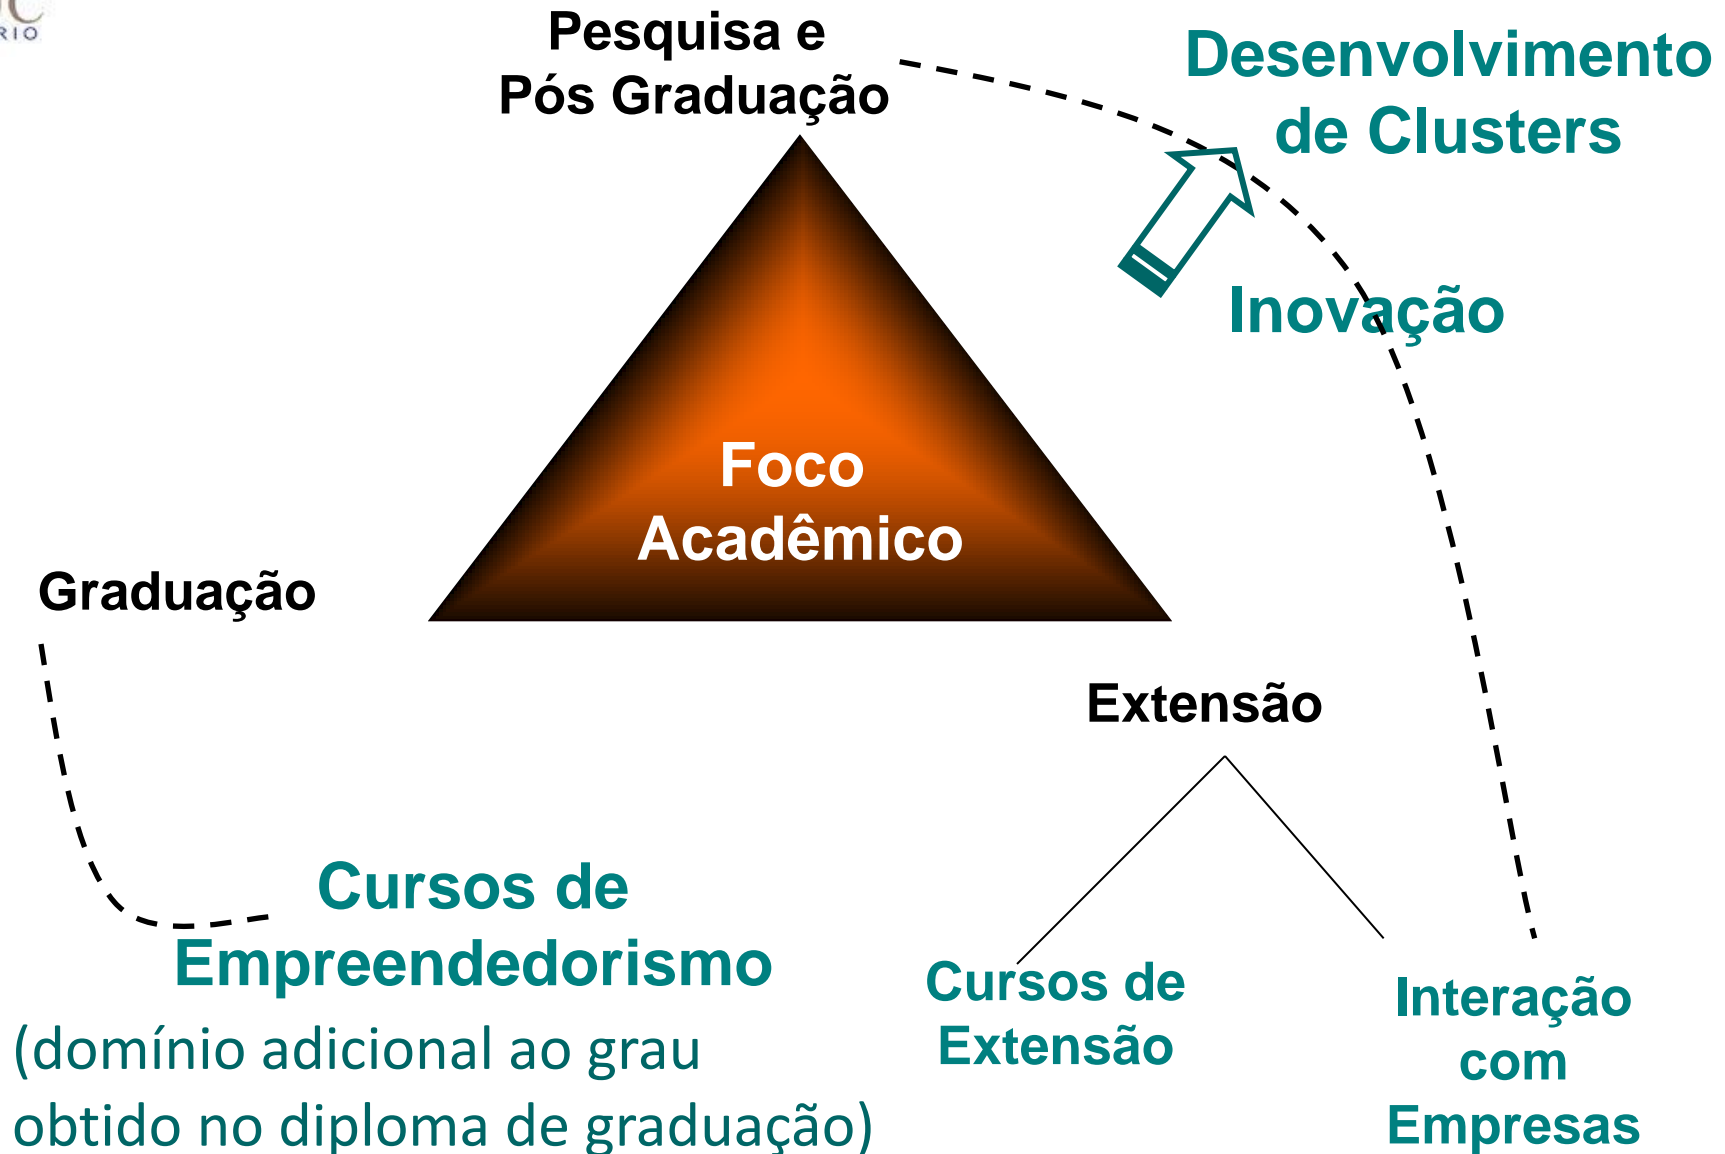 RIO
Pesquisa e
Pós Graduação
Desenvolvimento
de Clusters
Inovação
Foco
Acadêmico
Graduação
Extensão
Cursos de
Empreendedorismo
(domínio adicional ao grau
obtido no diploma de graduação)
Cursos de
Extensão
Interação
com
Empresas